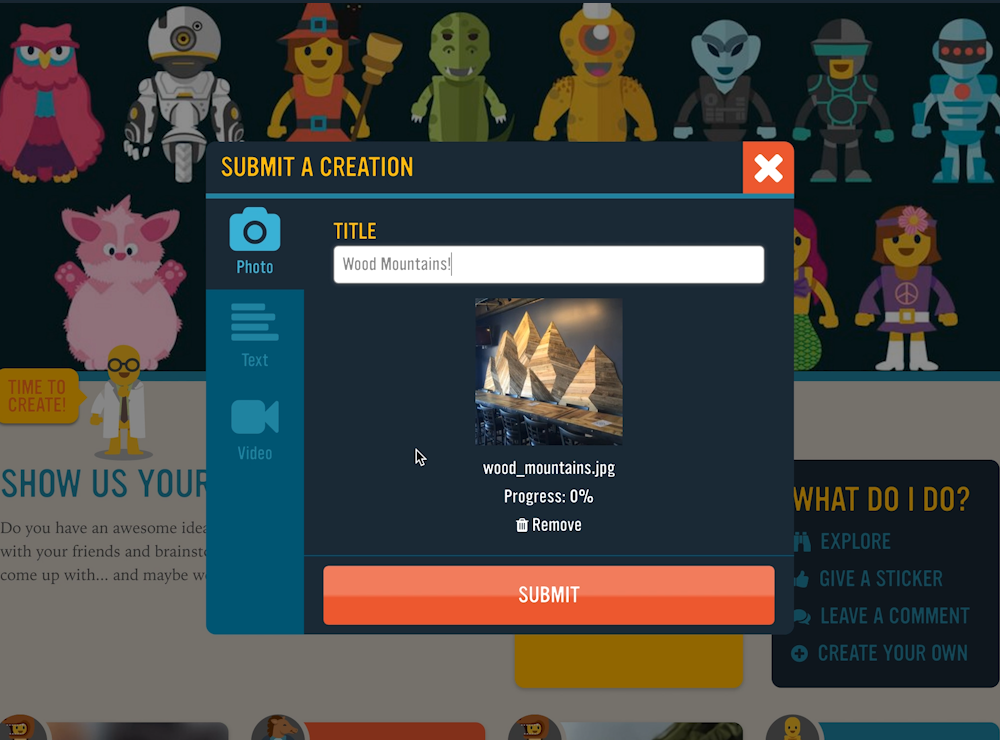 SUBMIT A CREATION
Photo
Text
Video
TITLE
Wood Mountains!
wood_mountains.jpg
Progress: 0%
Remove
SUBMIT
TIME TO
CREATE!
SHOW US YOUR
Do you have an awesome idea
with your friends and brainsto
come up with... and maybe w
WHAT DO I DO?
EXPLORE
GIVE A STICKER
LEAVE A COMMENT
CREATE YOUR OWN